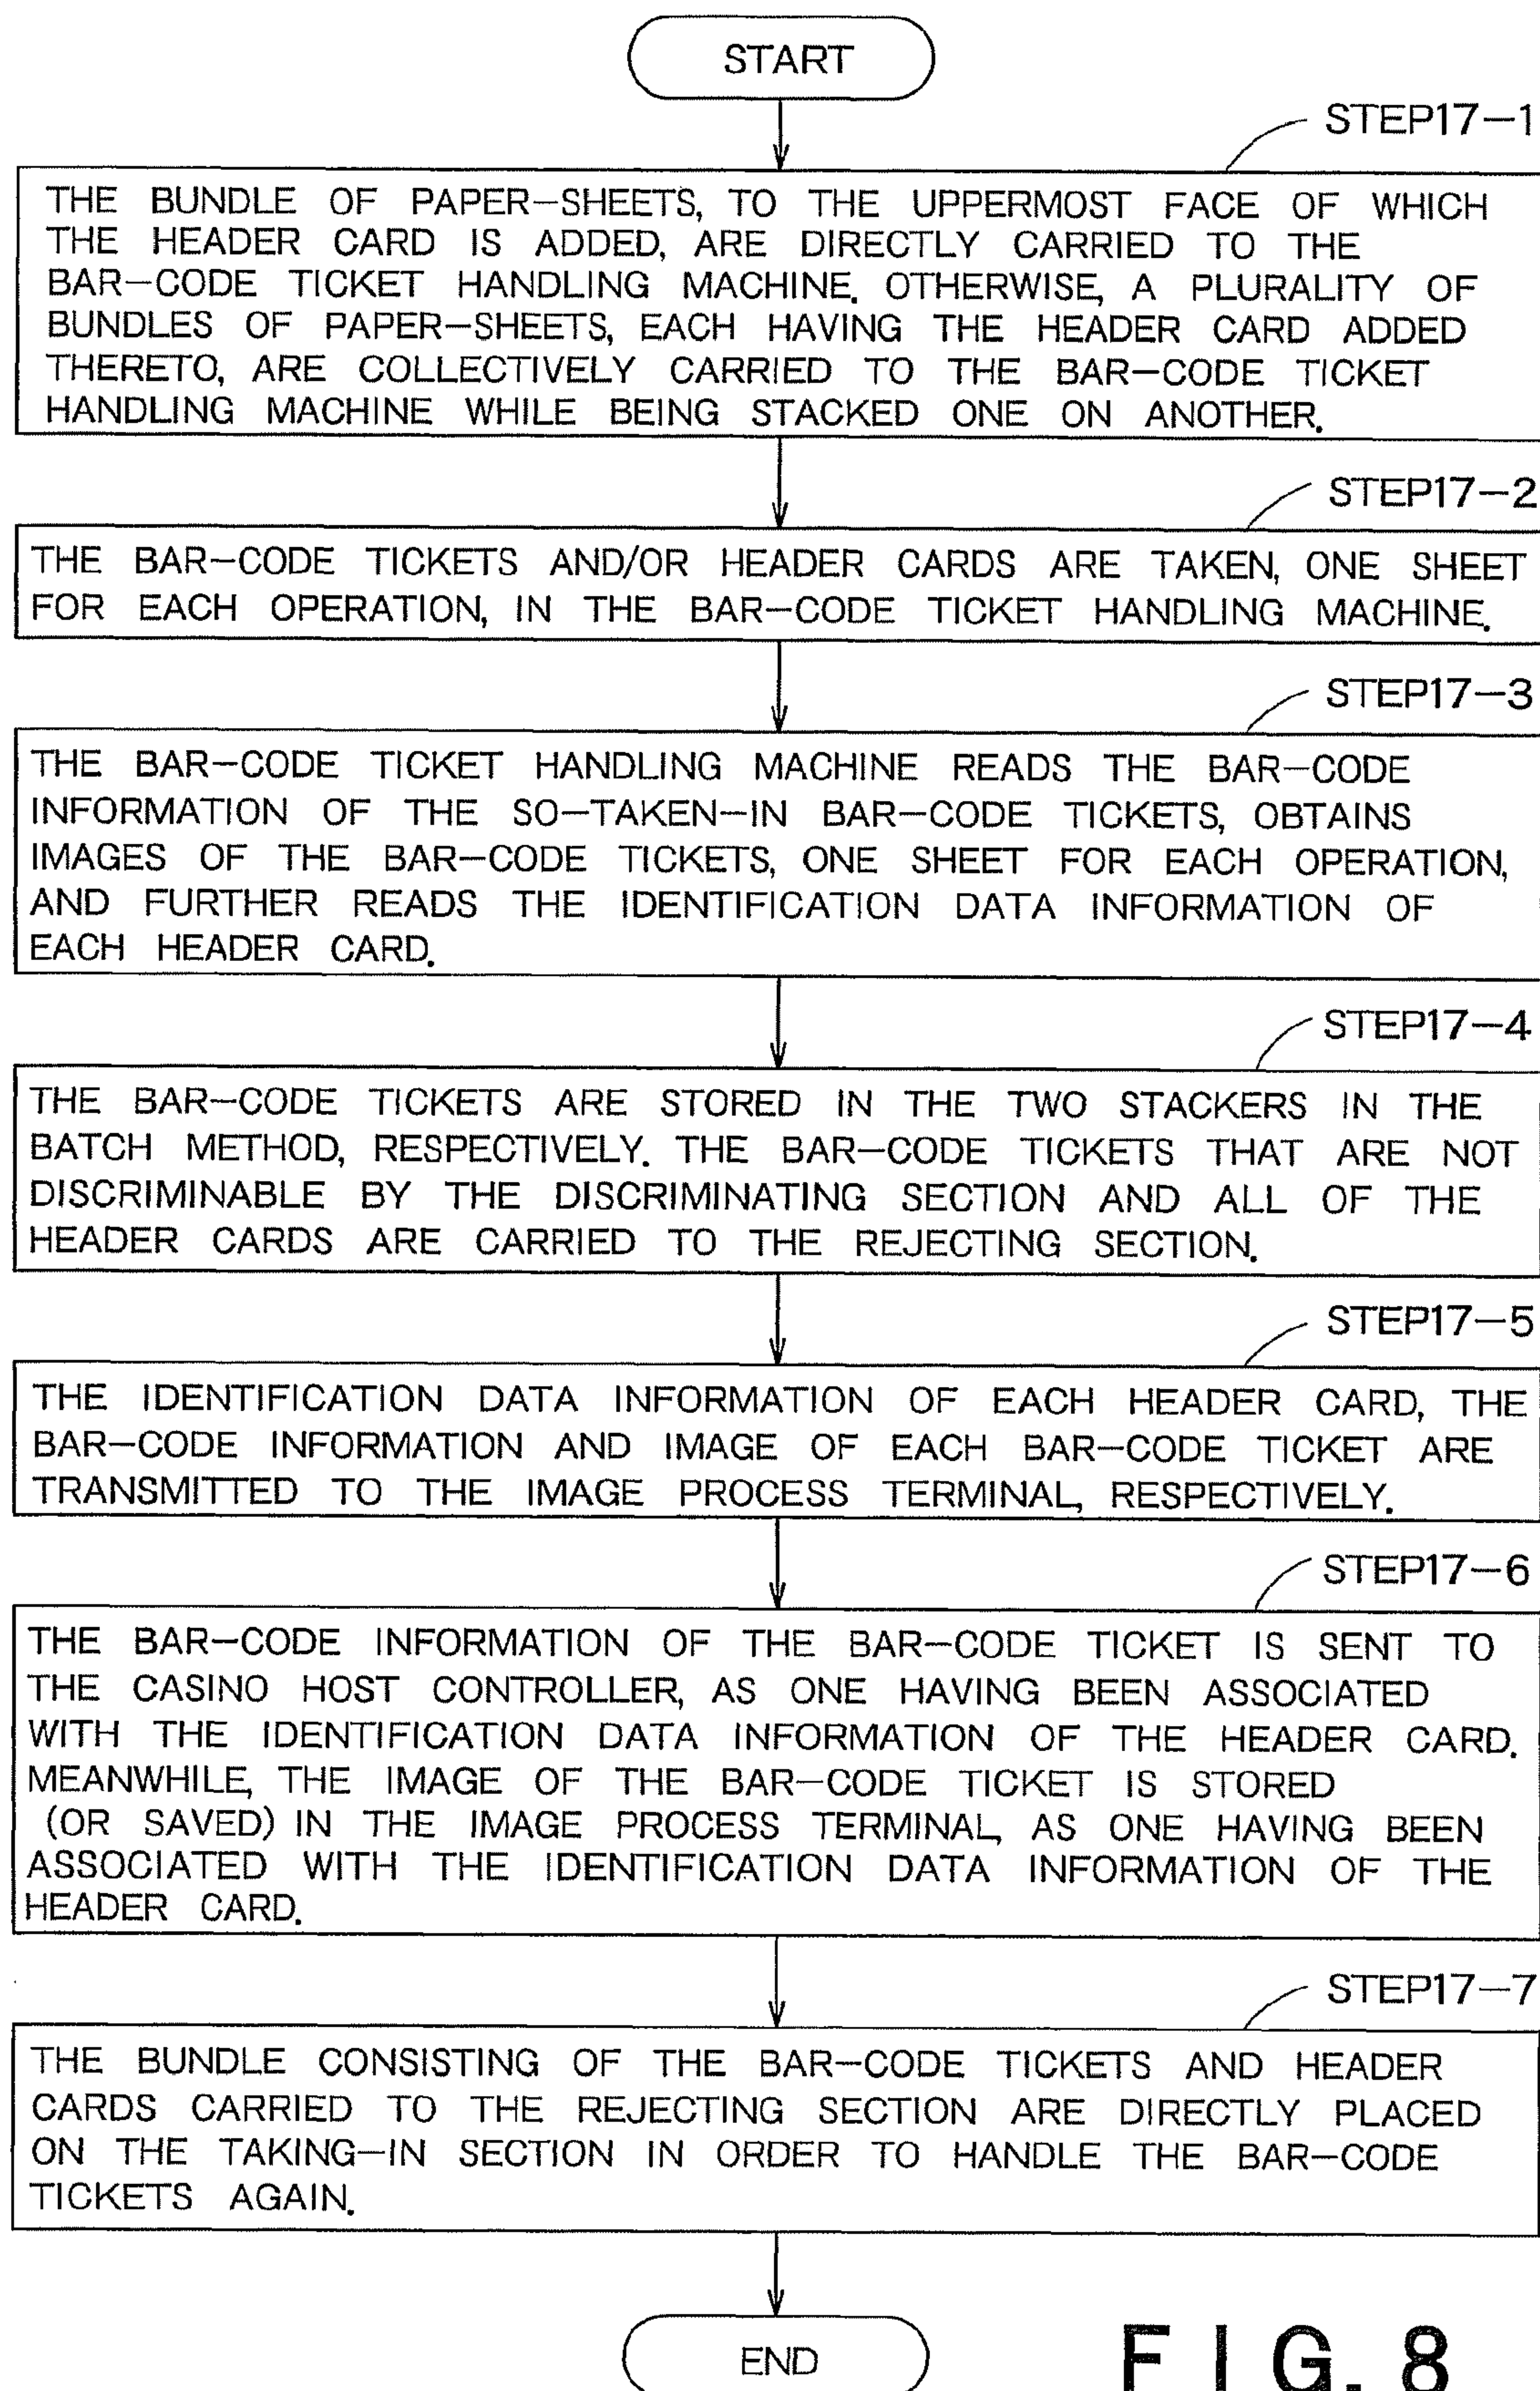 START
STEP17-1
THE BUNDLE OF PAPER-SHEETS, TO THE UPPERMOST FACE OF WHICH
THE HEADER CARD IS ADDED, ARE DIRECTLY CARRIED TO THE
BAR-CODE TICKET HANDLING MACHINE. OTHERWISE, A PLURALITY OF
BUNDLES OF PAPER-SHEETS, EACH HAVING THE HEADER CARD ADDED
THERETO, ARE COLLECTIVELY CARRIED TO THE BAR-CODE TICKET
HANDLING MACHINE WHILE BEING STACKED ONE ON ANOTHER.
STEP17-2
THE BAR-CODE TICKETS AND/OR HEADER CARDS ARE TAKEN, ONE SHEET
FOR EACH OPERATION, IN THE BAR-CODE TICKET HANDLING MACHINE.
STEP17-3
THE BAR-CODE TICKET HANDLING MACHINE READS THE BAR-CODE
INFORMATION OF THE SO-TAKEN-IN BAR-CODE TICKETS, OBTAINS
IMAGES OF THE BAR-CODE TICKETS, ONE SHEET FOR EACH OPERATION,
AND FURTHER READS THE IDENTIFICATION DATA INFORMATION OF
EACH HEADER CARD.
STEP17-4
THE BAR-CODE TICKETS ARE STORED IN THE TWO STACKERS IN THE
BATCH METHOD, RESPECTIVELY. THE BAR-CODE TICKETS THAT ARE NOT
DISCRIMINABLE BY THE DISCRIMINATING SECTION AND ALL OF THE
HEADER CARDS ARE CARRIED TO THE REJECTING SECTION.
STEP17-5
THE IDENTIFICATION DATA INFORMATION OF EACH HEADER CARD, THE
BAR-CODE INFORMATION AND IMAGE OF EACH BAR-CODE TICKET ARE
TRANSMITTED TO THE IMAGE PROCESS TERMINAL, RESPECTIVELY.
STEP17-6
THE BAR-CODE INFORMATION OF THE BAR-CODE TICKET IS SENT TO
THE CASINO HOST CONTROLLER, AS ONE HAVING BEEN ASSOCIATED
WITH THE IDENTIFICATION DATA INFORMATION OF THE HEADER CARD.
MEANWHILE, THE IMAGE OF THE BAR-CODE TICKET IS STORED
(OR SAVED) IN THE IMAGE PROCESS TERMINAL, AS ONE HAVING BEEN
ASSOCIATED WITH THE IDENTIFICATION DATA INFORMATION OF THE
HEADER CARD.
STEP17-7
THE BUNDLE CONSISTING OF THE BAR-CODE TICKETS AND HEADER
CARDS CARRIED TO THE REJECTING SECTION ARE DIRECTLY PLACED
ON THE TAKING-IN SECTION IN ORDER TO HANDLE THE BAR-CODE
TICKETS AGAIN.
END
FIG. 8